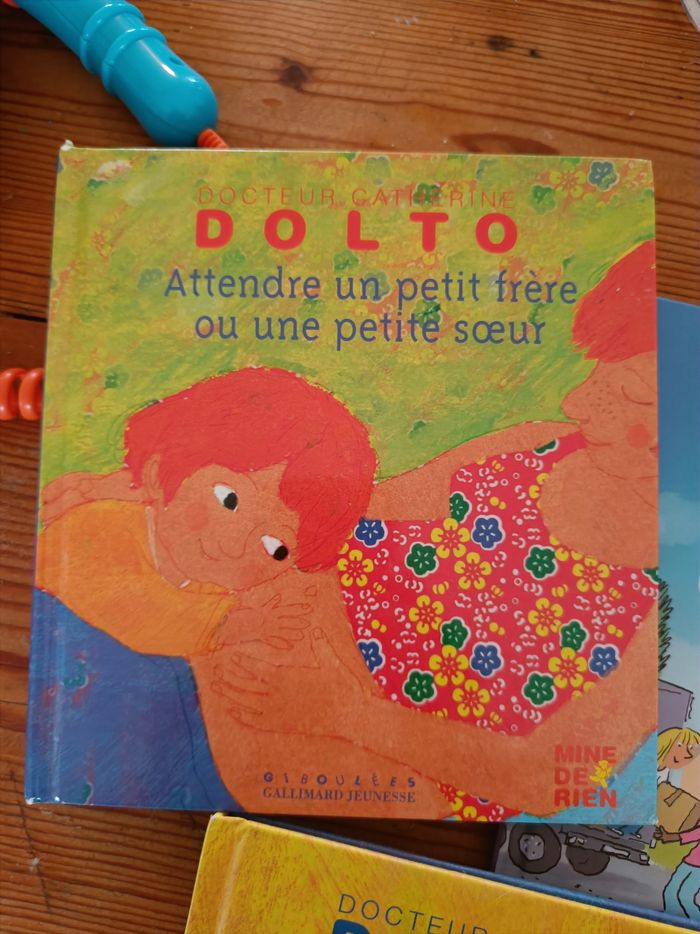 DOCTEUR CATHERINE
DOLTO
Attendre un petit frère
ou une petite sœur
GIBOULÉES
GALLIMARD JEUNESSE
MINE
DE
RIEN
DOCTEUR